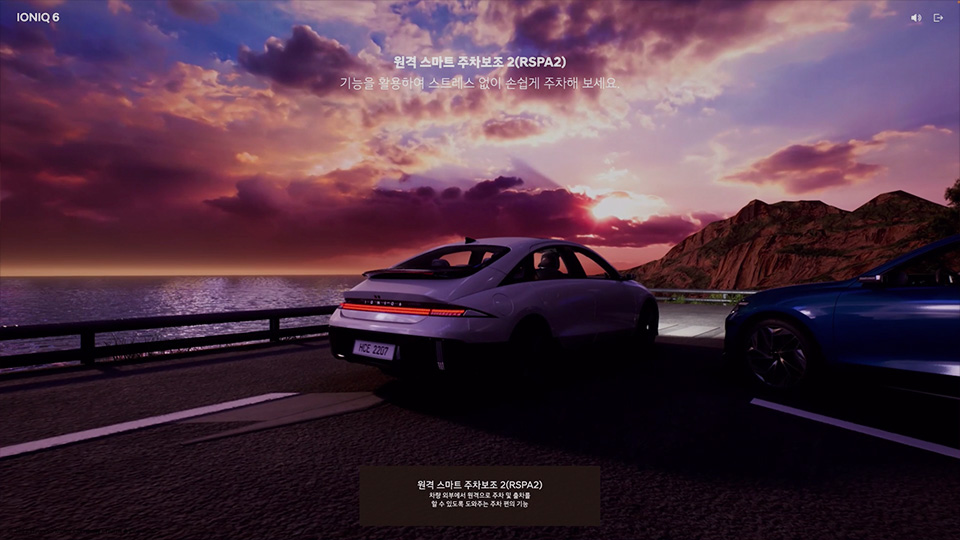 IONIQ 6
원격 스마트 주차보조 2(RSPA2)
기능을 활용하여 스트레스 없이 손쉽게 주차해 보세요.
IONIQ 6
HCE 2207
원격 스마트 주차보조 2(RSPA2)
차량 외부에서 원격으로 주차 및 출차를
할 수 있도록 도와주는 주차 편의 기능